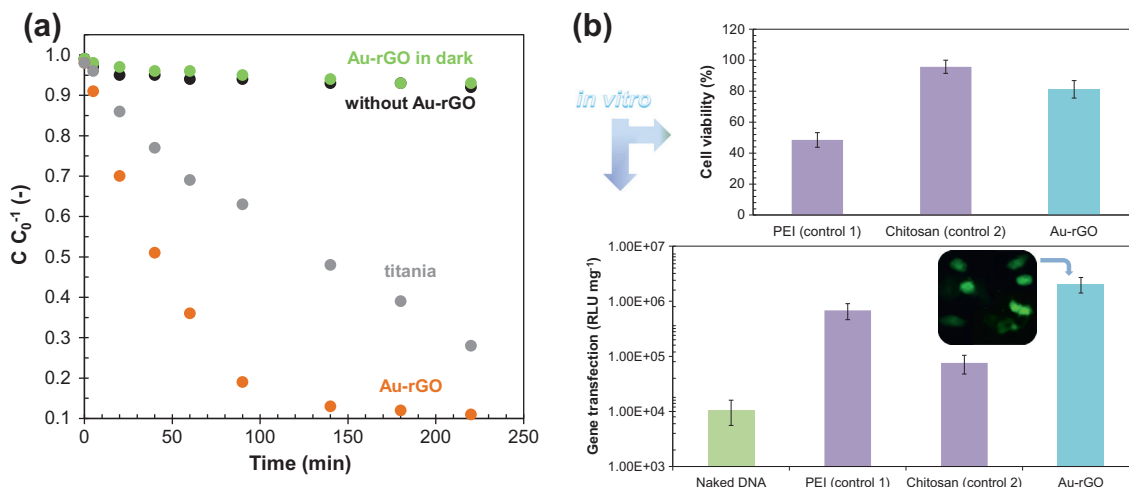 (a)
C C₀⁻¹ (-)
1.0
0.9
0.8
0.7
0.6
0.5
0.4
0.3
0.2
0.1
Au-rGO in dark
without Au-rGO
titania
Au-rGO
0 50 100 150 200 250
Time (min)
(b)
in vitro
Cell viability (%)
120
100
80
60
40
20
0
PEI (control 1) Chitosan (control 2) Au-rGO
Gene transfection (RLU mg⁻¹)
1.00E+07
1.00E+06
1.00E+05
1.00E+04
1.00E+03
Naked DNA PEI (control 1) Chitosan (control 2) Au-rGO